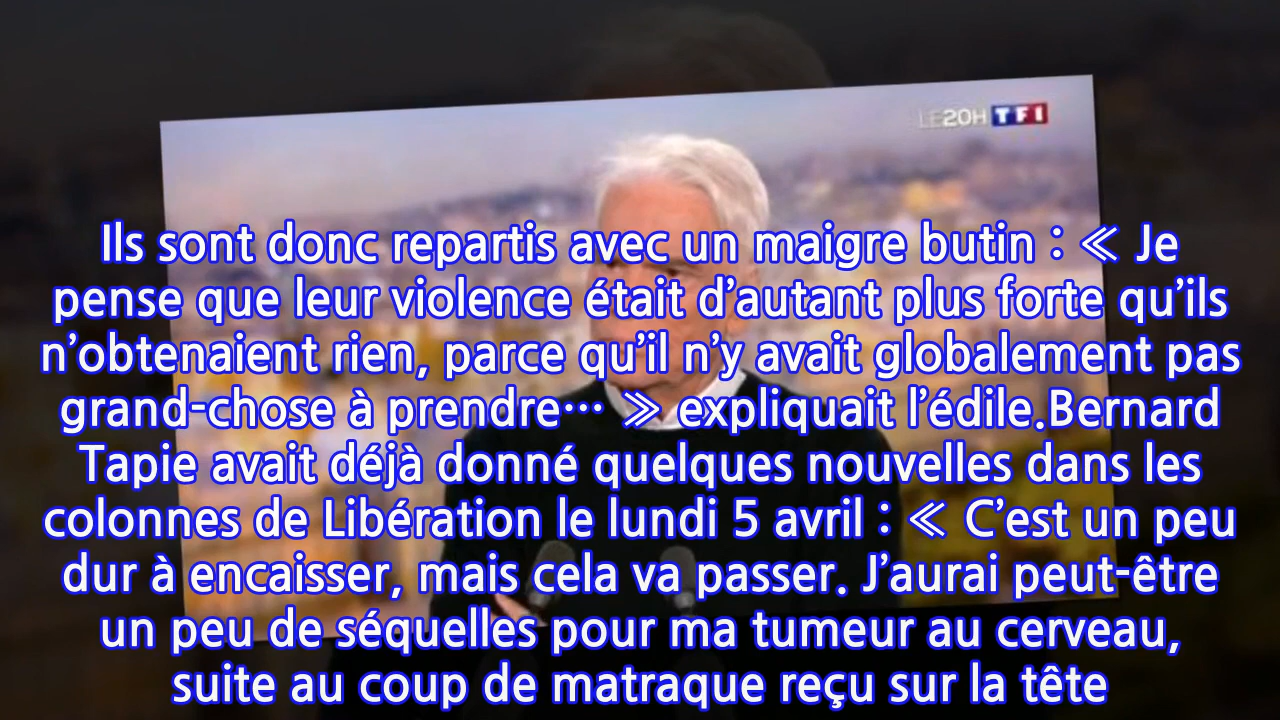 LE20H TF1
Ils sont donc repartis avec un maigre butin : ≪ Je
pense que leur violence était d’autant plus forte qu’ils
n’obtenaient rien, parce qu’il n’y avait globalement pas
grand-chose à prendre… ≫ expliquait l’édile.Bernard
Tapie avait déjà donné quelques nouvelles dans les
colonnes de Libération le lundi 5 avril : ≪ C’est un peu
dur à encaisser, mais cela va passer. J’aurai peut-être
un peu de séquelles pour ma tumeur au cerveau,
suite au coup de matraque reçu sur la tête